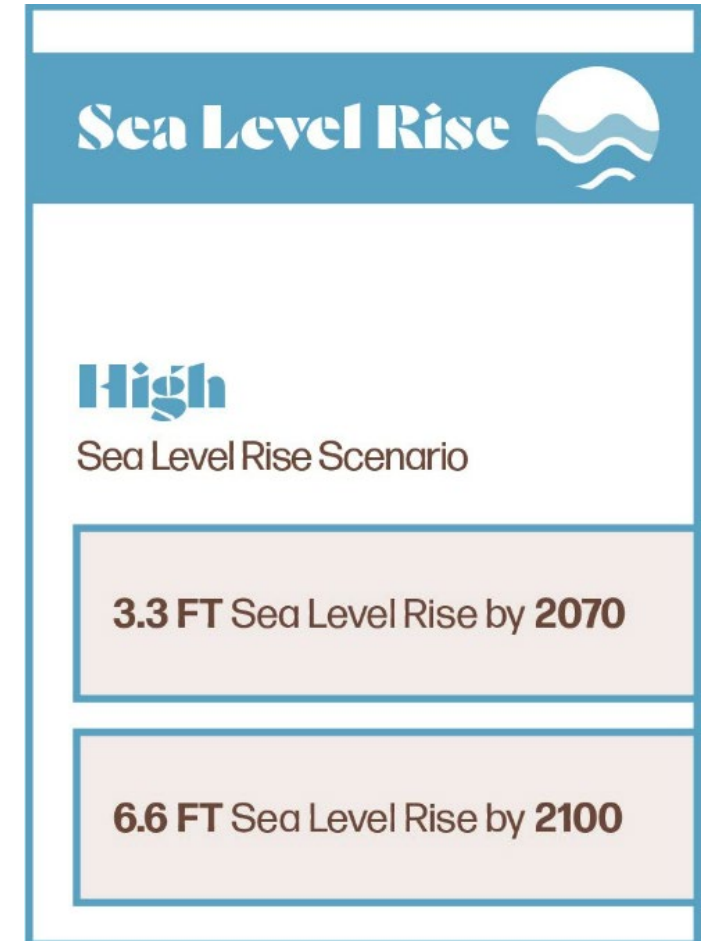 Sea Level Rise
High
Sea Level Rise Scenario
3.3 FT Sea Level Rise by 2070
6.6 FT Sea Level Rise by 2100